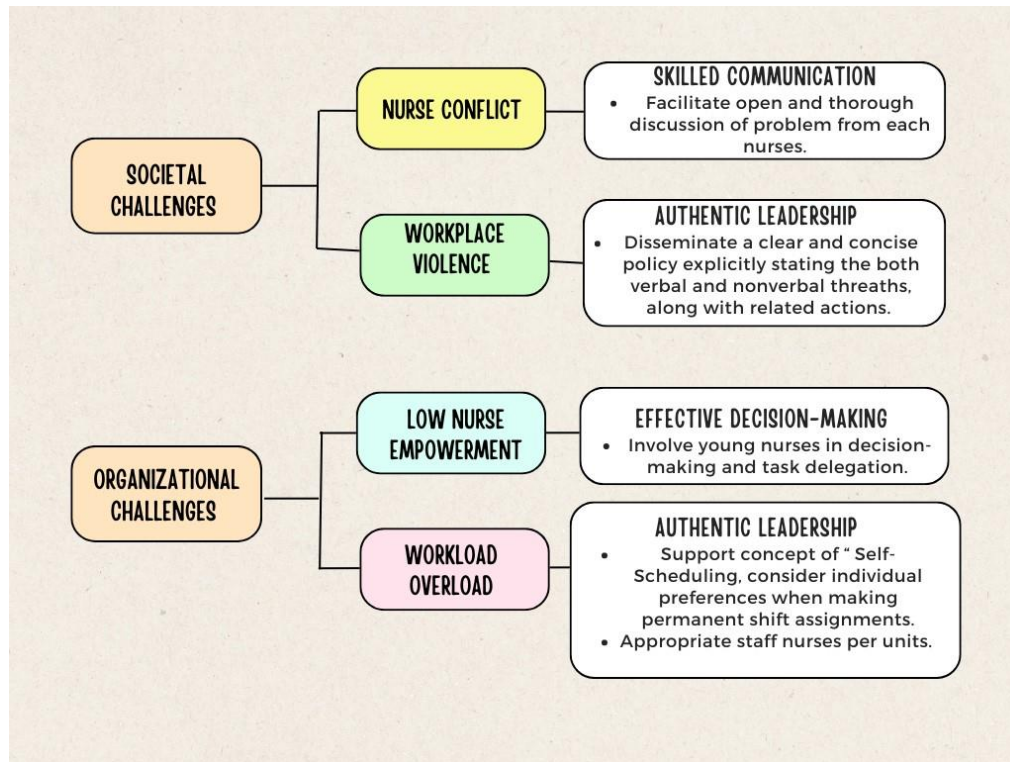 SOCIETAL
CHALLENGES
NURSE CONFLICT
SKILLED COMMUNICATION
• Facilitate open and thorough
discussion of problem from each
nurses.
WORKPLACE
VIOLENCE
AUTHENTIC LEADERSHIP
• Disseminate a clear and concise
policy explicitly stating the both
verbal and nonverbal threaths,
along with related actions.
ORGANIZATIONAL
CHALLENGES
LOW NURSE
EMPOWERMENT
EFFECTIVE DECISION-MAKING
• Involve young nurses in decision-
making and task delegation.
WORKLOAD
OVERLOAD
AUTHENTIC LEADERSHIP
• Support concept of “ Self-
Scheduling, consider individual
preferences when making
permanent shift assignments.
• Appropriate staff nurses per units.